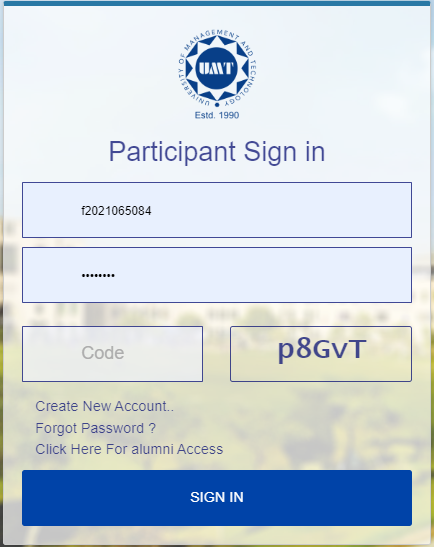 UNIVERSITY OF MANAGEMENT AND TECHNOLOGY
UMT
Estd. 1990
Participant Sign in
f2021065084
••••••••
Code
p8GvT
Create New Account..
Forgot Password ?
Click Here For alumni Access
SIGN IN